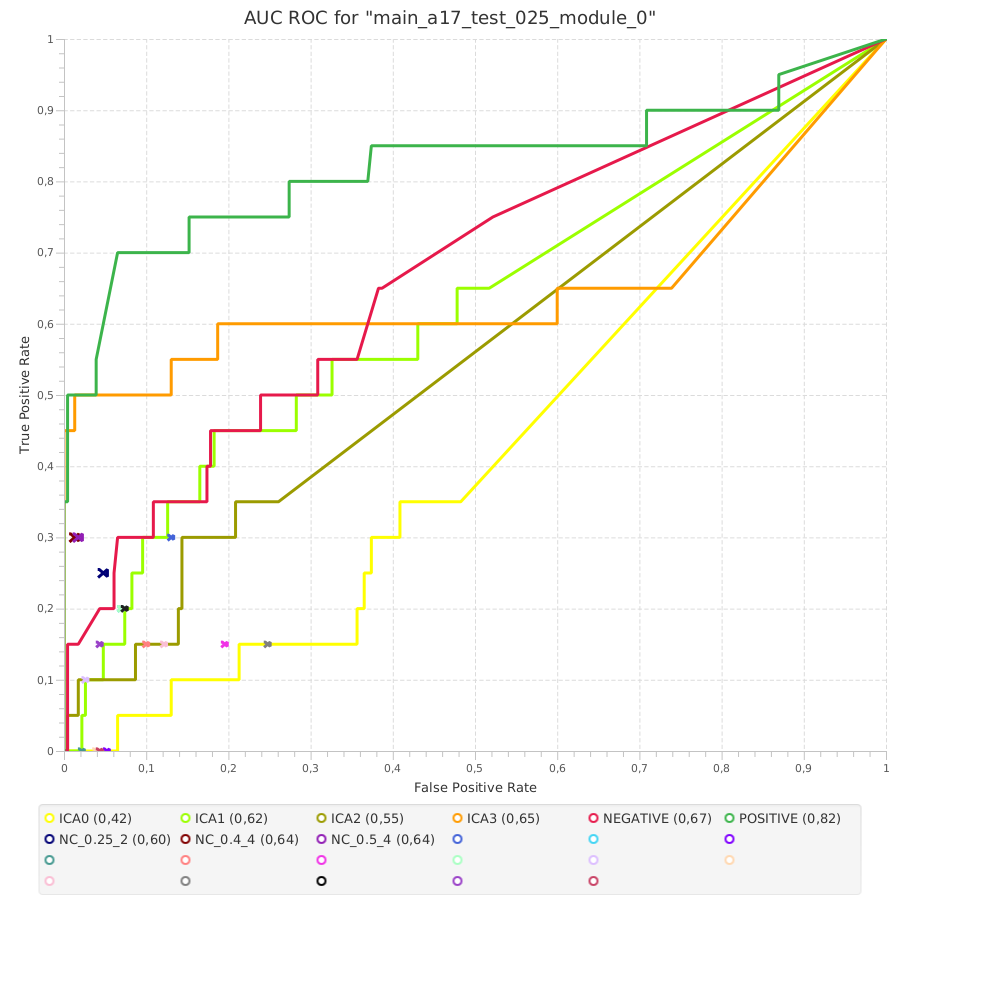 AUC ROC for "main_a17_test_025_module_0"
1
0,9
0,8
0,7
0,6
0,5
0,4
0,3
0,2
0,1
0
True Positive Rate
0 0,1 0,2 0,3 0,4 0,5 0,6 0,7 0,8 0,9 1
False Positive Rate
ICA0 (0,42) ICA1 (0,62) ICA2 (0,55) ICA3 (0,65) NEGATIVE (0,67) POSITIVE (0,82)
NC_0.25_2 (0,60) NC_0.4_4 (0,64) NC_0.5_4 (0,64)